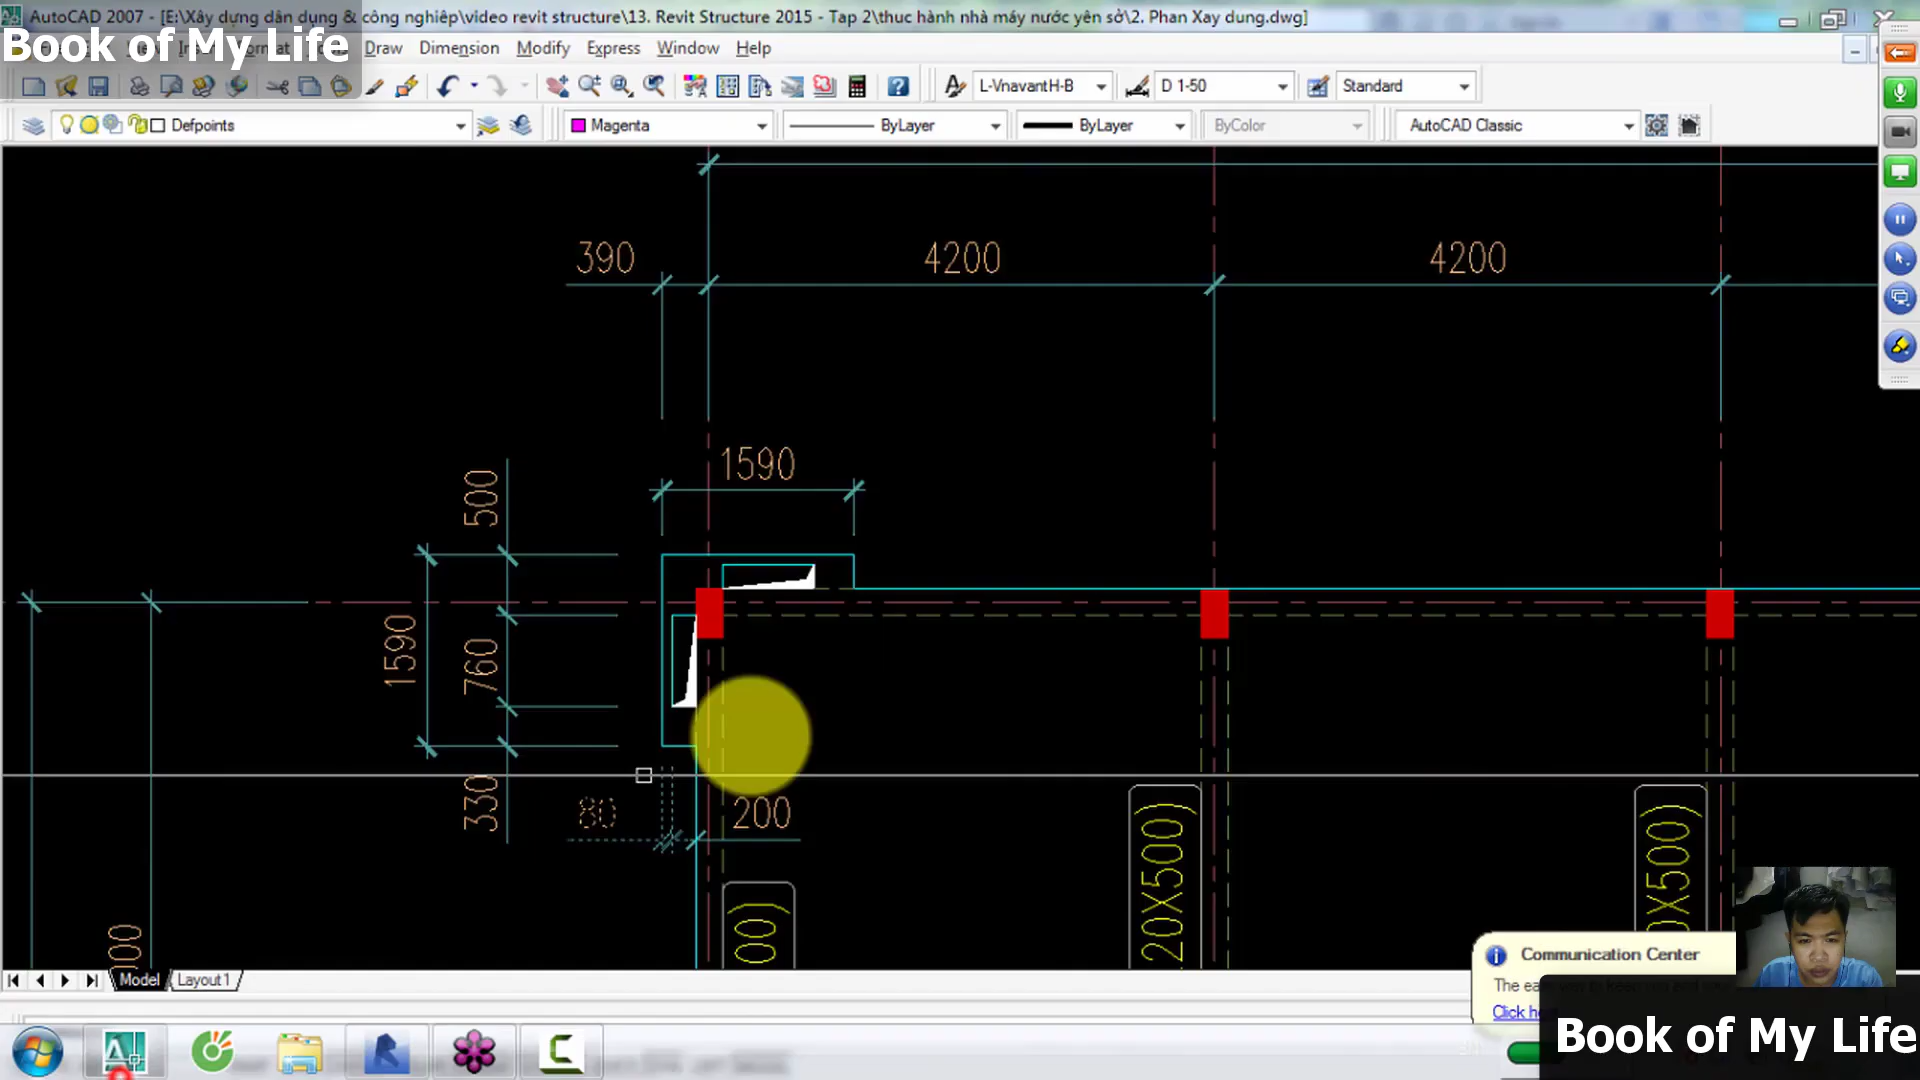 AutoCAD 2007 - [E:\Xây dựng dân dụng & công nghiêp\video revit structure\13. Revit Structure 2015 - Tap 2\thuc hành nhà máy nước yên sở\2. Phan Xay dung.dwg]
Book of My Life
Draw Dimension Modify Express Window Help
L-VnavantH-B D 1-50 Standard
Defpoints Magenta ByLayer ByLayer ByColor AutoCAD Classic
390 4200 4200
1590
500
1590
760
330
80 200
00)
20X500)
0X500)
Model Layout1
Communication Center
Book of My Life